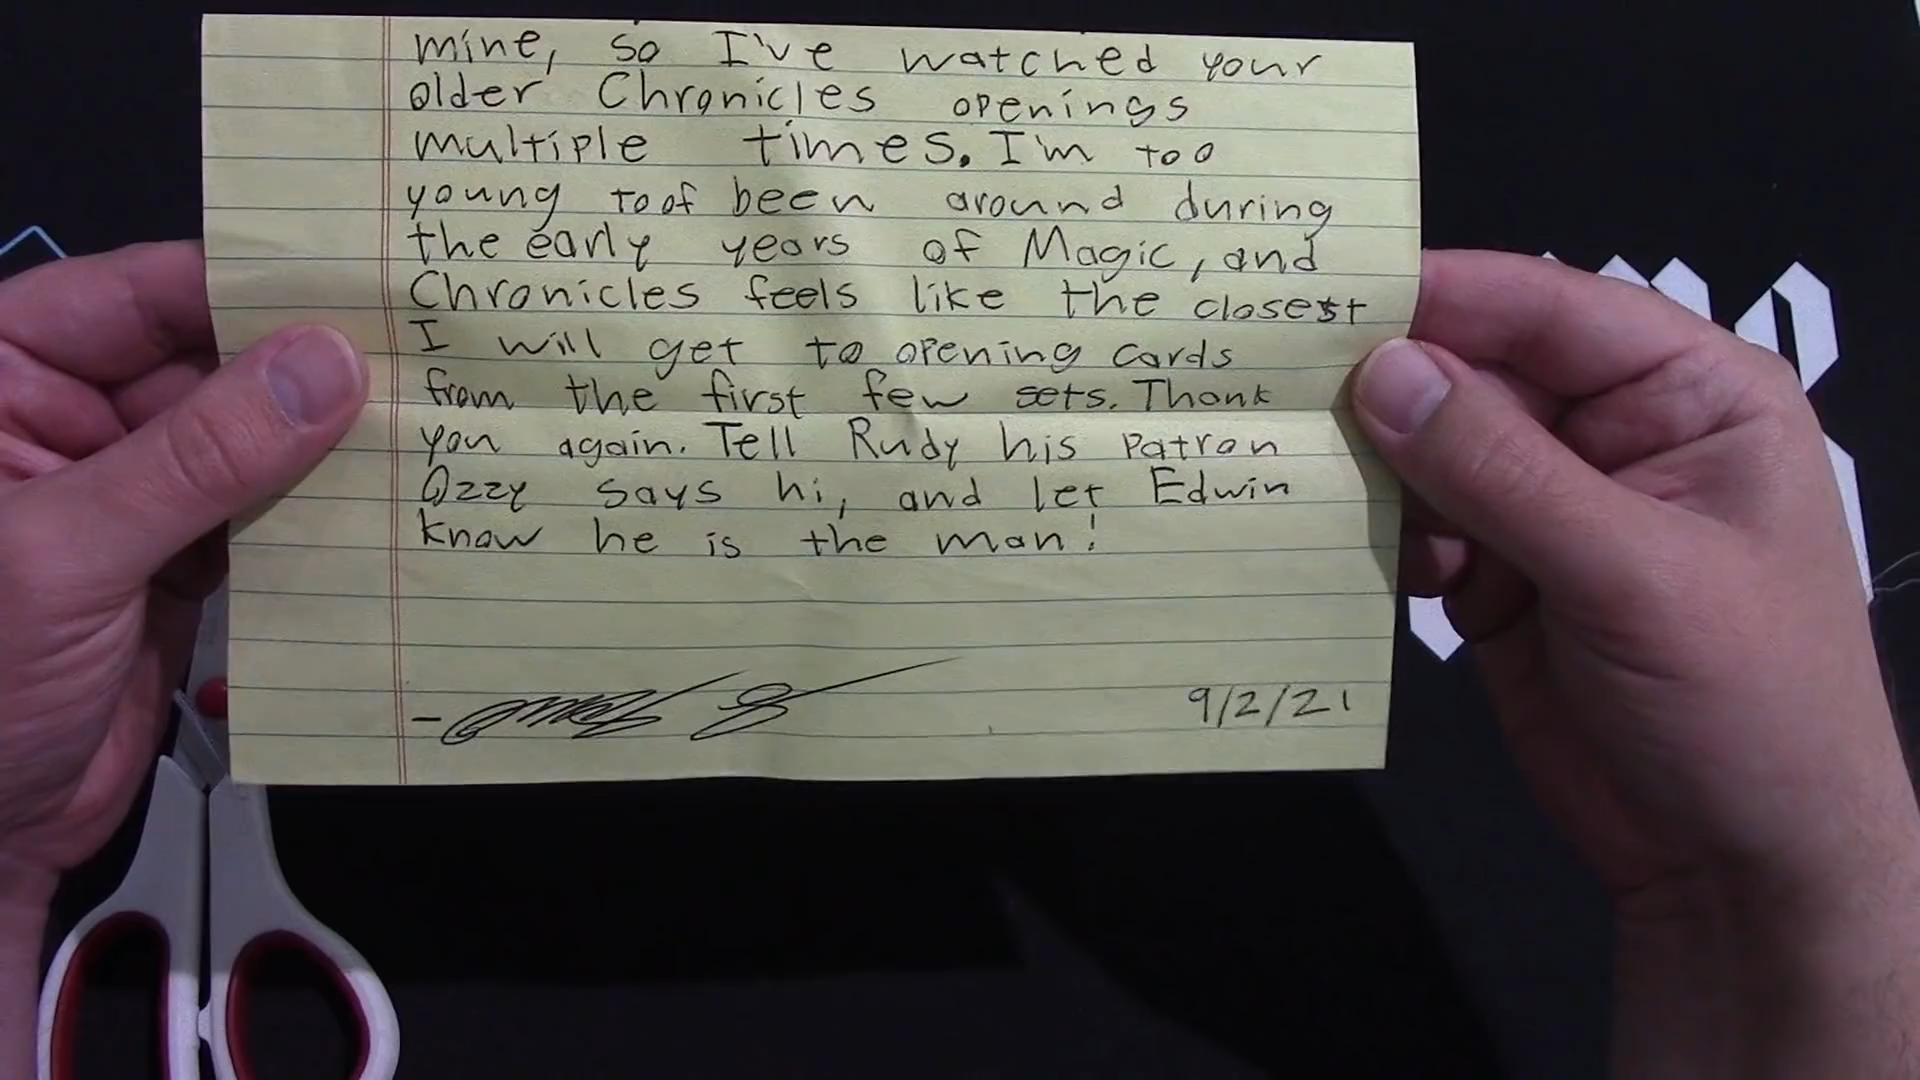 mine, so I've watched your
older Chronicles openings
multiple times. I'm too
young to of been around during
the early years of Magic, and
Chronicles feels like the closest
I will get to opening cards
from the first few sets. Thank
you again. Tell Rudy his patron
Ozzy says hi, and let Edwin
know he is the man!
-
9/2/21